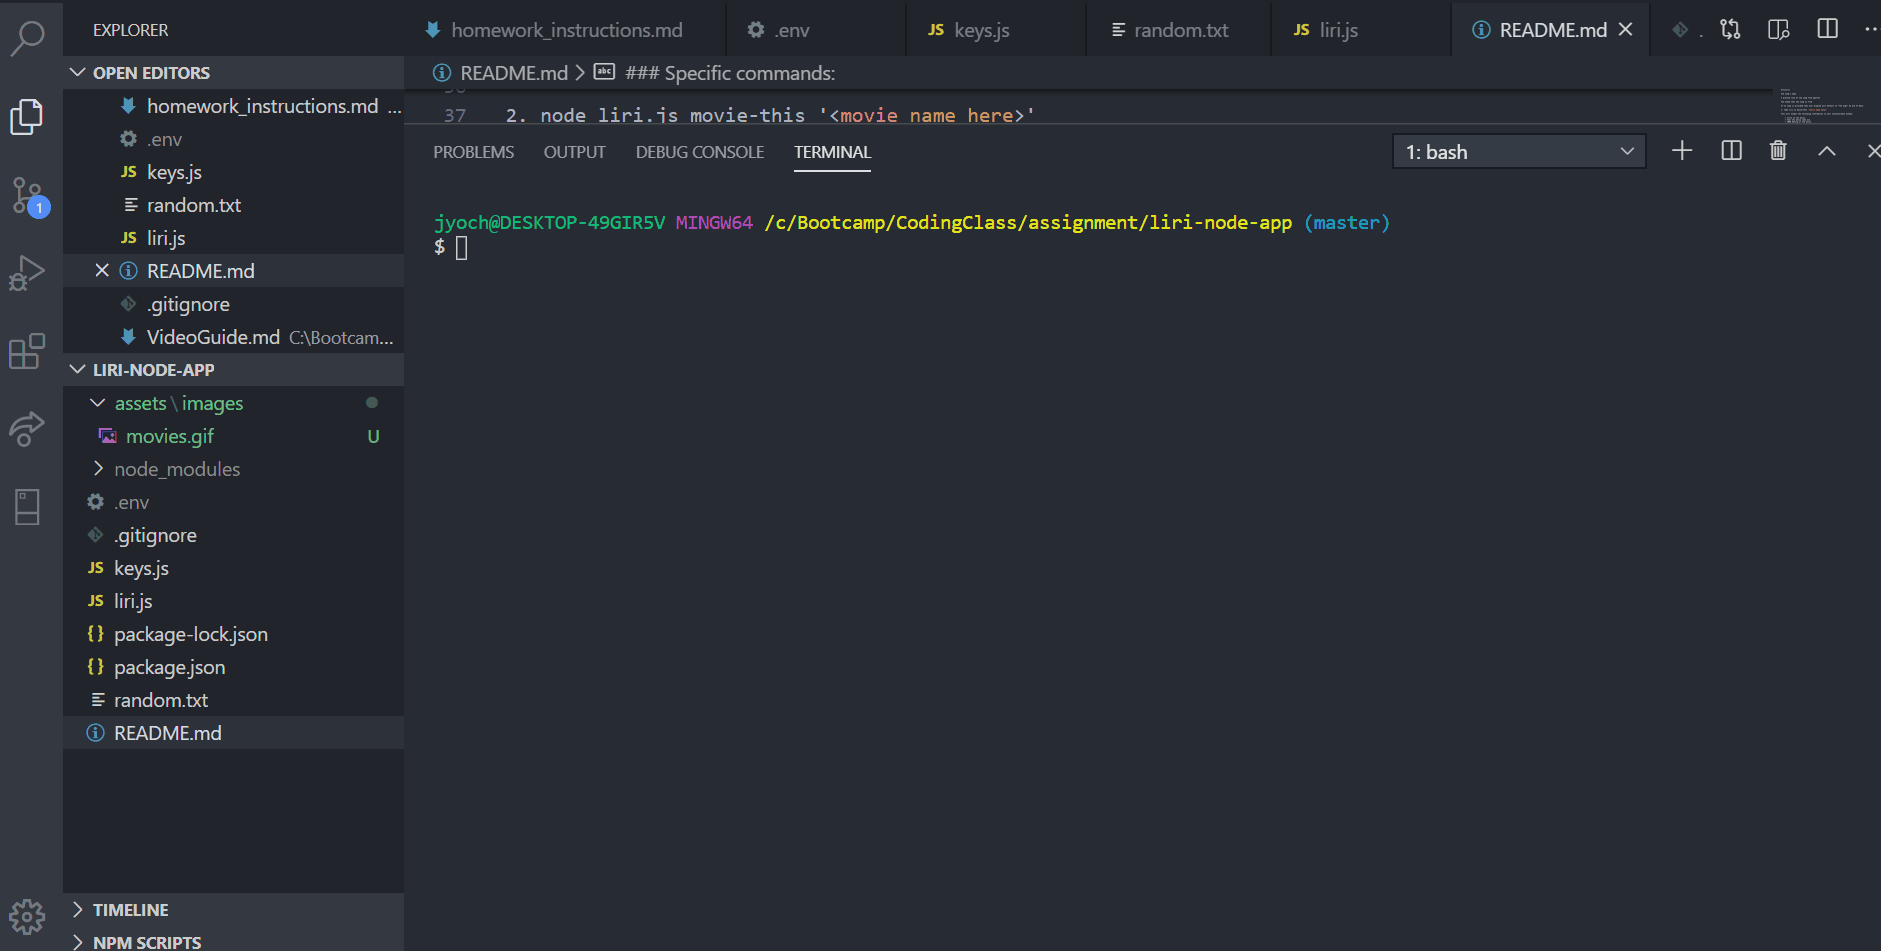 EXPLORER
OPEN EDITORS
homework_instructions.md ...
.env
JS keys.js
random.txt
JS liri.js
README.md
.gitignore
VideoGuide.md C:\Bootcam...
LIRI-NODE-APP
assets\images
movies.gif U
node_modules
.env
.gitignore
JS keys.js
JS liri.js
{} package-lock.json
{} package.json
random.txt
README.md
TIMELINE
NPM SCRIPTS
1
homework_instructions.md .env JS keys.js random.txt JS liri.js README.md .
README.md > abc ### Specific commands:
36
37 2. node liri.js movie-this '<movie name here>'
PROBLEMS OUTPUT DEBUG CONSOLE TERMINAL 1: bash
jyoch@DESKTOP-49GIR5V MINGW64 /c/Bootcamp/CodingClass/assignment/liri-node-app (master)
$